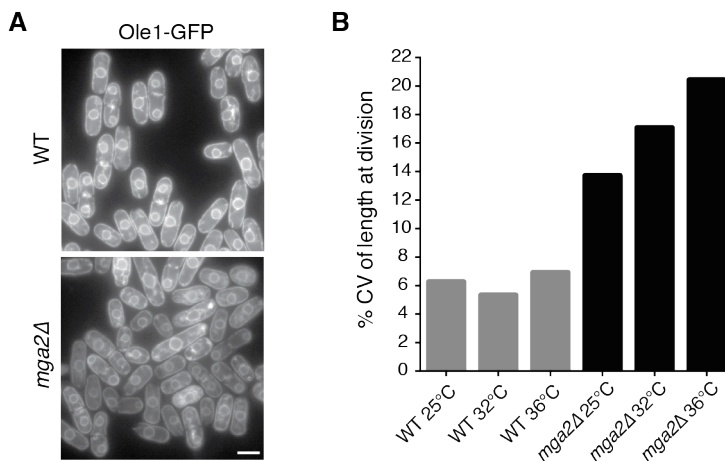 A
Ole1-GFP
WT
mga2Δ
B
% CV of length at division
22
20
18
16
14
12
10
8
6
4
2
0
WT 25°C
WT 32°C
WT 36°C
mga2Δ 25°C
mga2Δ 32°C
mga2Δ 36°C